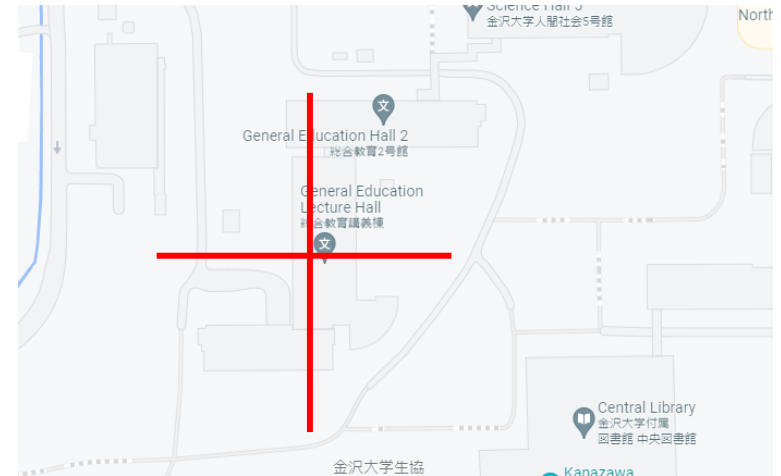 Science Hall 5
金沢大学人間社会5号館
North
General Education Hall 2
総合教育2号館
General Education
Lecture Hall
総合教育講義棟
Central Library
金沢大学付属
図書館 中央図書館
金沢大学生協
Kanazawa